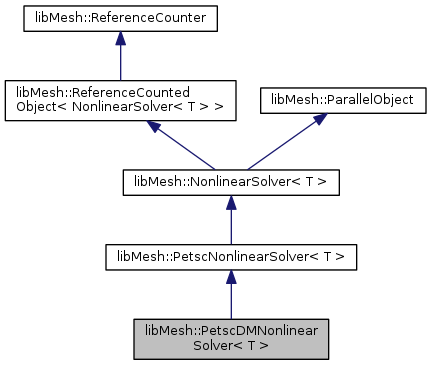 libMesh::ReferenceCounter
libMesh::ReferenceCounted
Object< NonlinearSolver< T > >
libMesh::ParallelObject
libMesh::NonlinearSolver< T >
libMesh::PetscNonlinearSolver< T >
libMesh::PetscDMNonlinear
Solver< T >